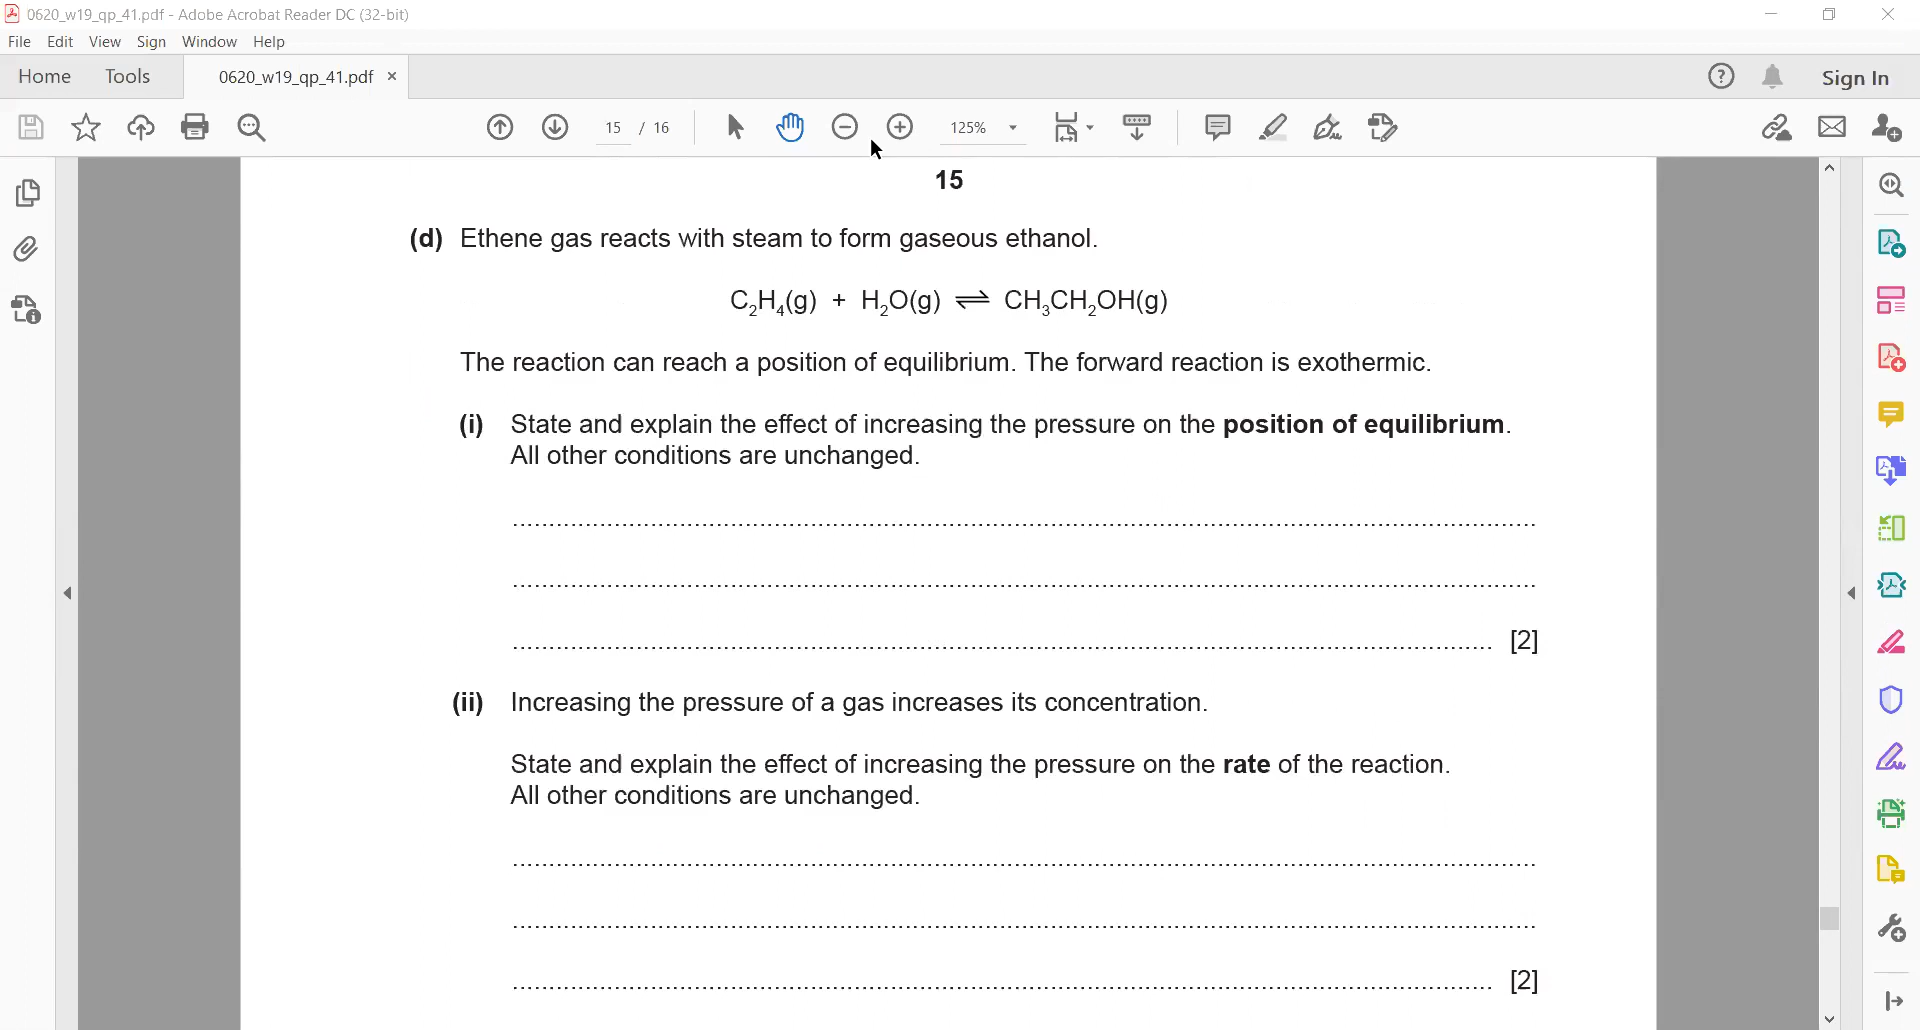 0620_w19_qp_41.pdf - Adobe Acrobat Reader DC (32-bit)
File Edit View Sign Window Help
Home Tools 0620_w19_qp_41.pdf × Sign In
15 / 16 125%
15
(d) Ethene gas reacts with steam to form gaseous ethanol.
C₂H₄(g) + H₂O(g) ⇌ CH₃CH₂OH(g)
The reaction can reach a position of equilibrium. The forward reaction is exothermic.
(i) State and explain the effect of increasing the pressure on the position of equilibrium.
All other conditions are unchanged.
[2]
(ii) Increasing the pressure of a gas increases its concentration.
State and explain the effect of increasing the pressure on the rate of the reaction.
All other conditions are unchanged.
[2]